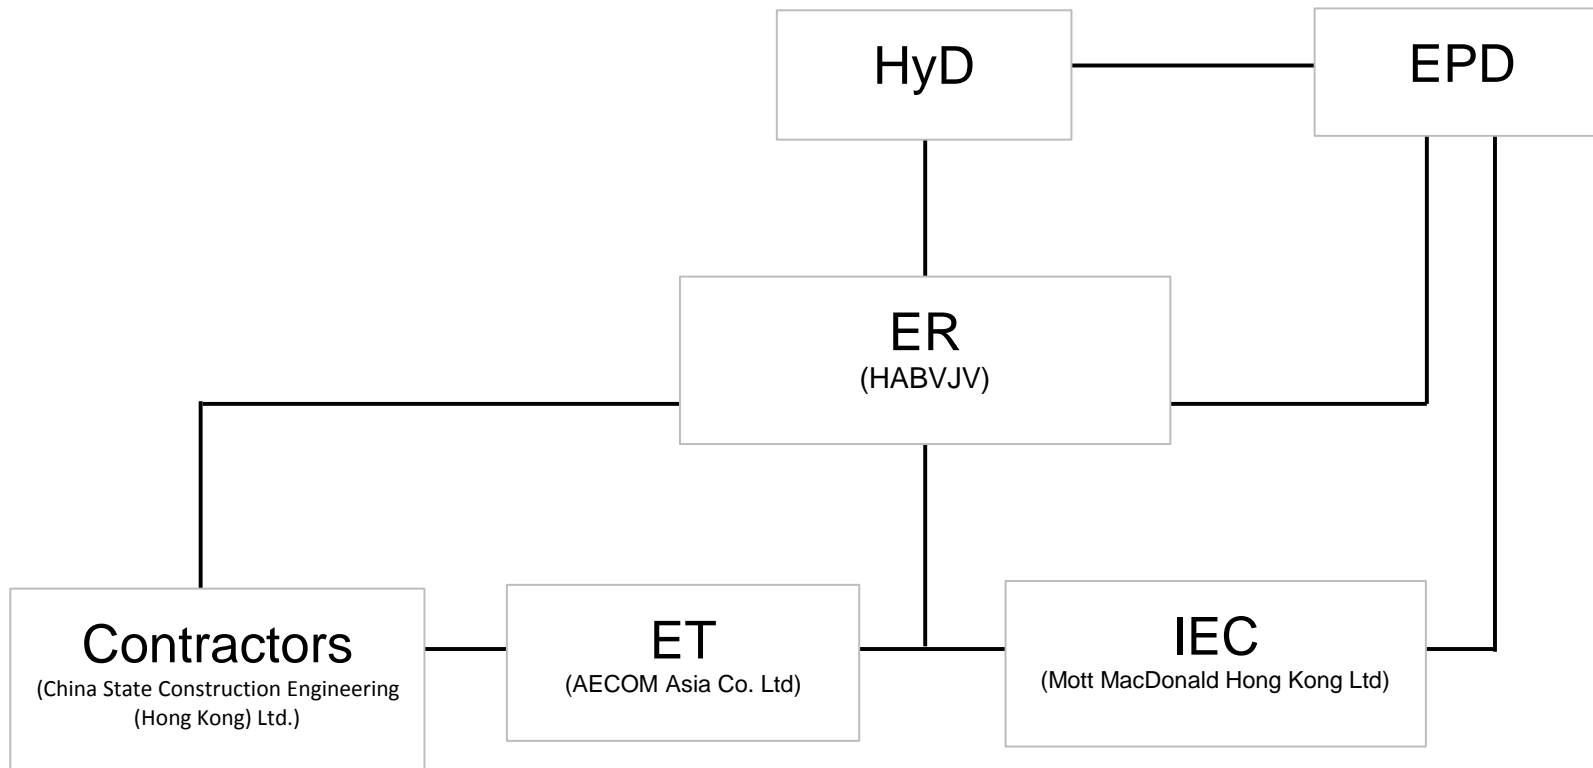 HyD
EPD
ER
(HABVJV)
Contractors
(China State Construction Engineering
(Hong Kong) Ltd.)
ET
(AECOM Asia Co. Ltd)
IEC
(Mott MacDonald Hong Kong Ltd)